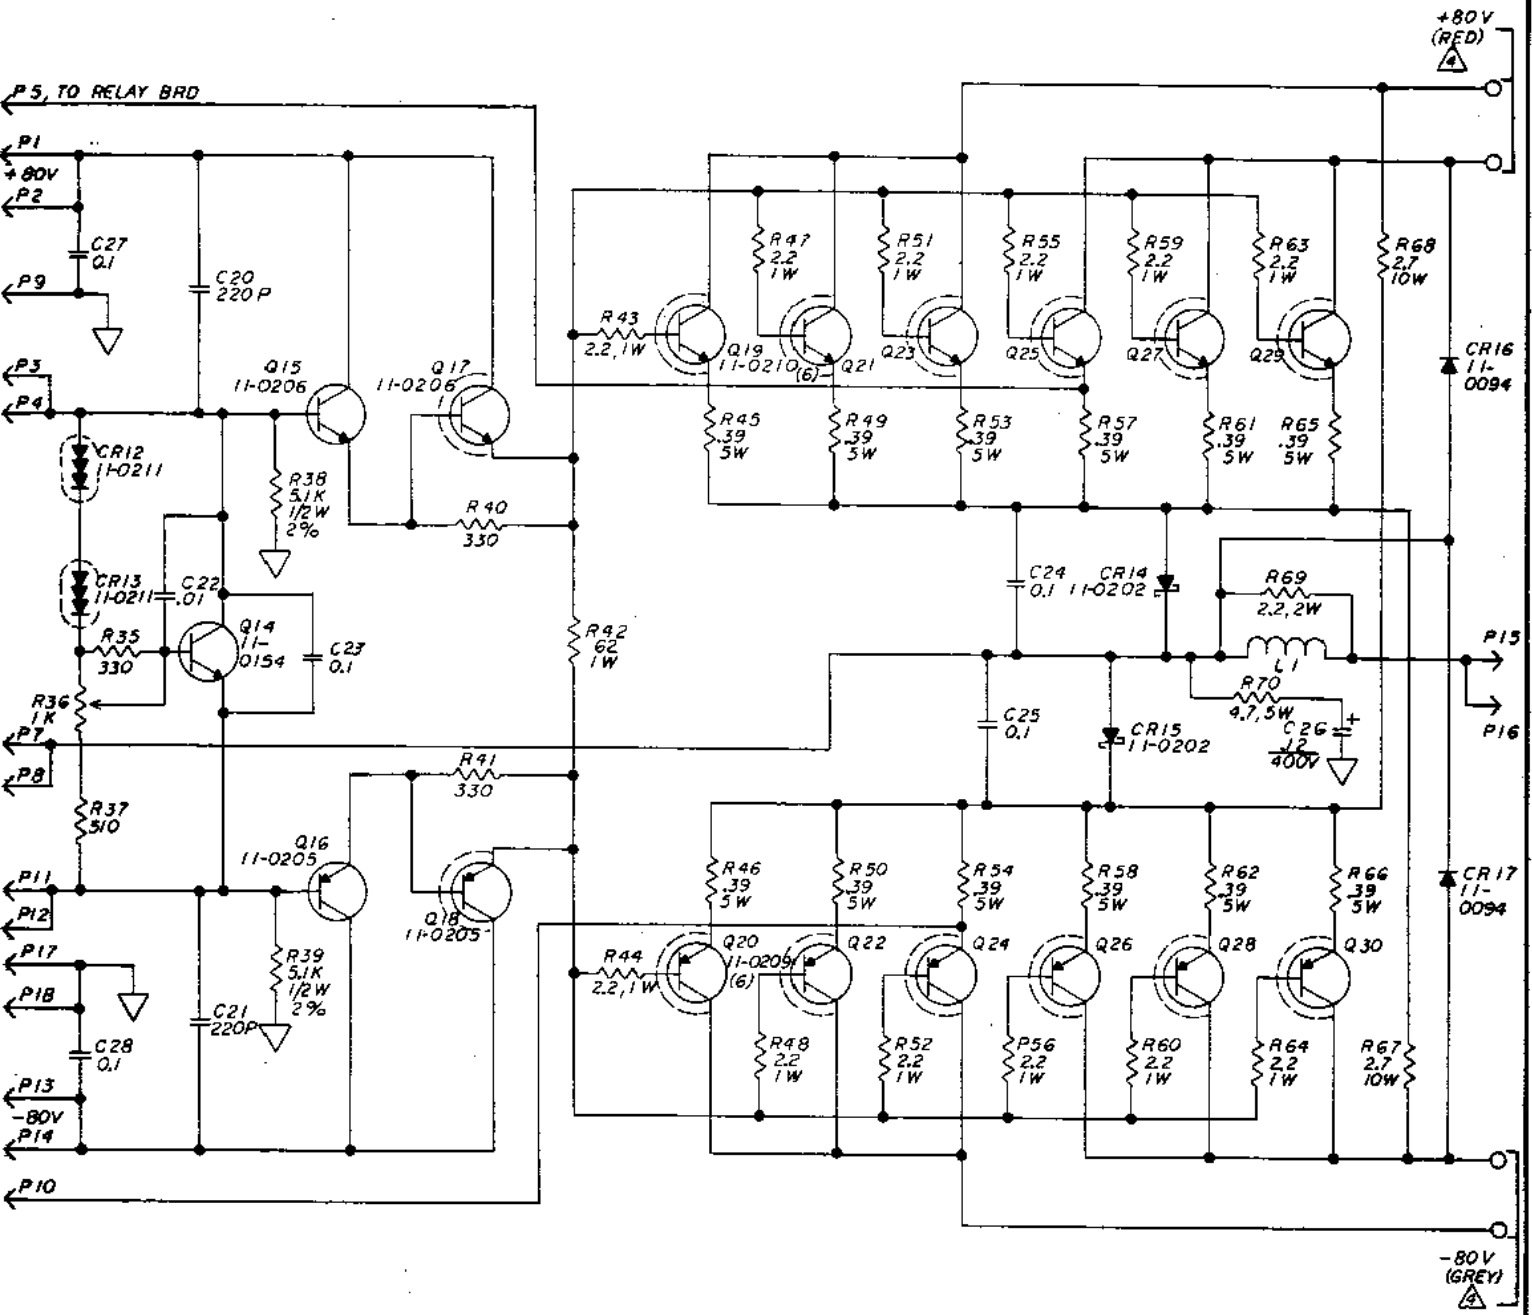 +80V
(RED)
4
P5, TO RELAY BRD
P1
+80V
P2
C27
0.1
P9
C20
220P
P3
P4
Q15
11-0206
Q17
11-0206
CR12
11-0211
R38
5.1K
1/2W
2%
R40
330
CR13
11-0211
C22
.01
R35
330
Q14
11-
0154
C23
0.1
R36
1K
R42
62
1W
P7
P8
R41
330
R37
510
Q16
11-0205
P11
P12
Q18
11-0205
P17
P18
R39
5.1K
1/2W
2%
C21
220P
C28
0.1
P13
-80V
P14
P10
R43
2.2, 1W
R47
2.2
1W
R51
2.2
1W
R55
2.2
1W
R59
2.2
1W
R63
2.2
1W
R68
2.7
10W
Q19
11-0210
(6)
Q21
Q23
Q25
Q27
Q29
CR16
11-
0094
R45
.39
5W
R49
.39
5W
R53
.39
5W
R57
.39
5W
R61
.39
5W
R65
.39
5W
C24
0.1
CR14
11-0202
R69
2.2, 2W
L1
P15
R70
4.7, 5W
C26
+
.12
400V
P16
C25
0.1
CR15
11-0202
R46
.39
5W
R50
.39
5W
R54
.39
5W
R58
.39
5W
R62
.39
5W
R66
.39
5W
CR17
11-
0094
R44
2.2, 1W
Q20
11-0209
(6)
Q22
Q24
Q26
Q28
Q30
R48
2.2
1W
R52
2.2
1W
P56
2.2
1W
R60
2.2
1W
R64
2.2
1W
R67
2.7
10W
-80V
(GREY)
4